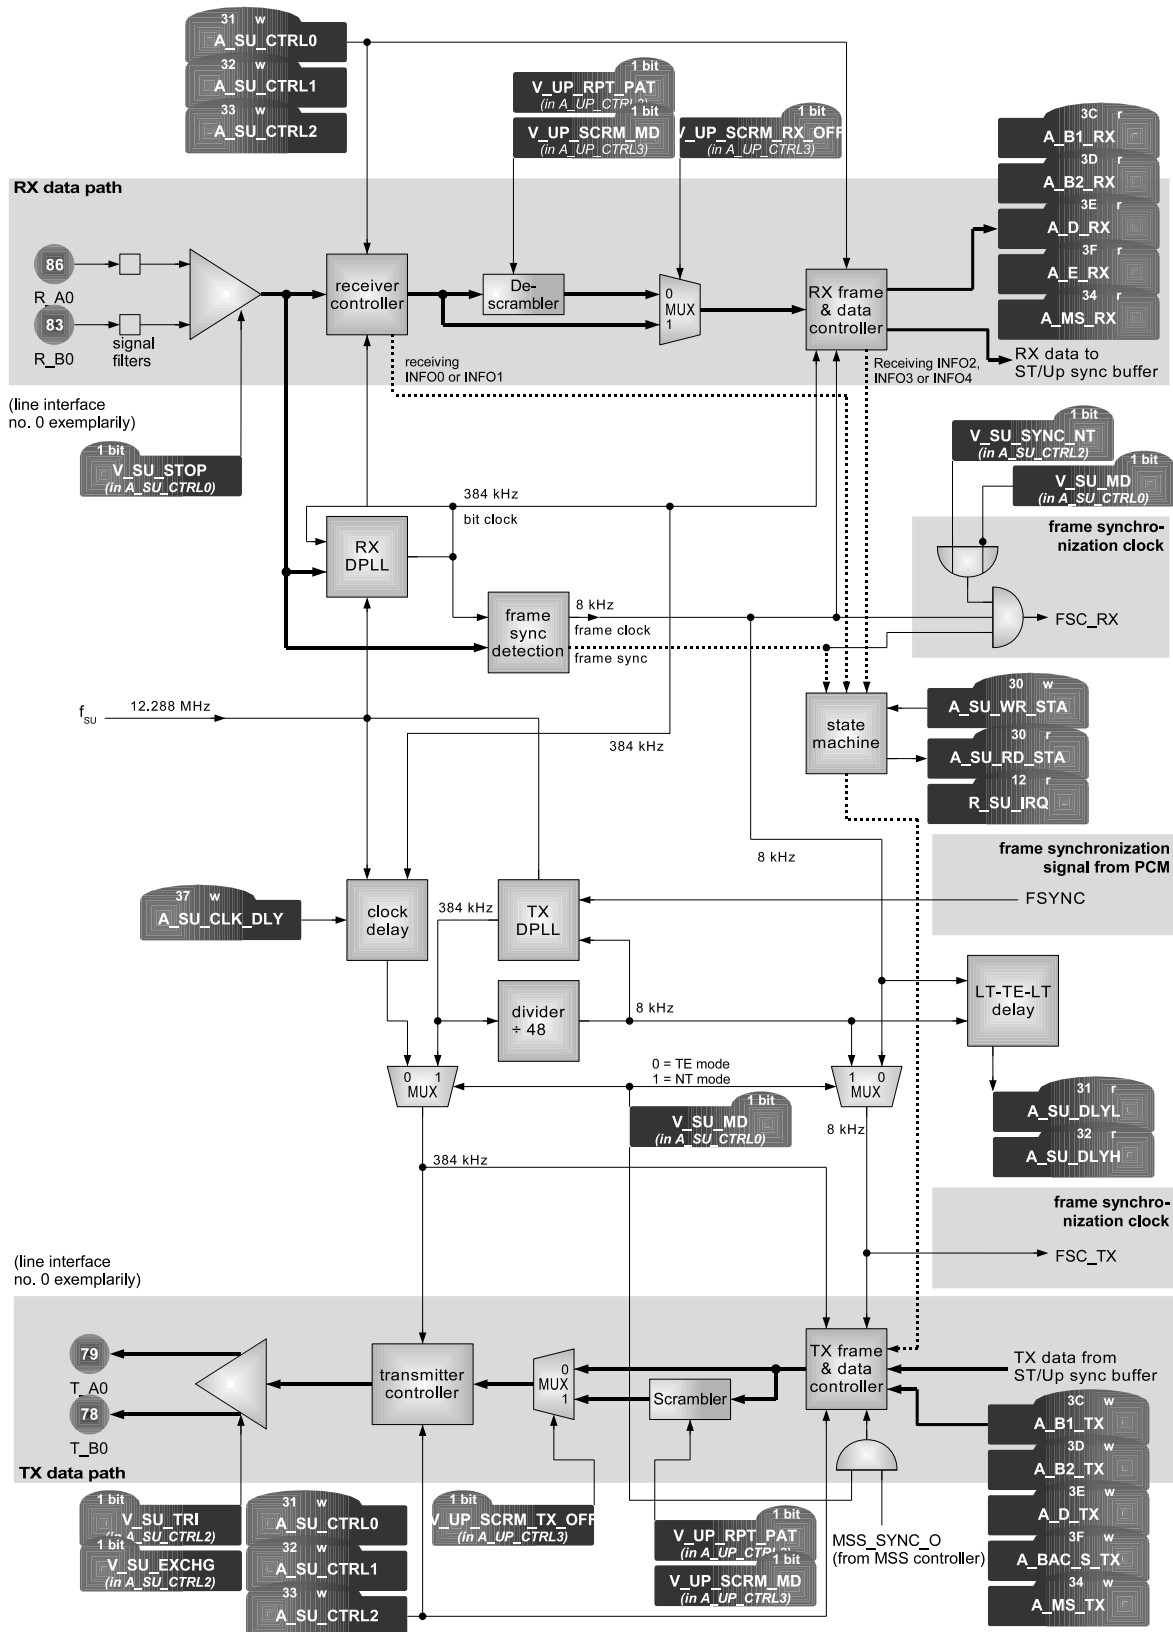 31 w
A_SU_CTRL0
32 w
A_SU_CTRL1
33 w
A_SU_CTRL2
1 bit
V_UP_RPT_PAT
1 bit
V_UP_SCRM_MD
(in A_UP_CTRL3)
1 bit
V_UP_SCRM_RX_OFF
(in A_UP_CTRL3)
3C r
A_B1_RX
3D r
A_B2_RX
3E r
A_D_RX
3F r
A_E_RX
34 r
A_MS_RX
RX data path
86
R_A0
83
R_B0
signal
filters
receiver
controller
De-
scrambler
0
MUX
1
RX frame
& data
controller
receiving
INFO0 or INFO1
Receiving INFO2,
INFO3 or INFO4
RX data to
ST/Up sync buffer
(line interface
no. 0 exemplarily)
1 bit
V_SU_STOP
(in A_SU_CTRL0)
1 bit
V_SU_SYNC_NT
(in A_SU_CTRL2)
1 bit
V_SU_MD
(in A_SU_CTRL0)
384 kHz
bit clock
RX
DPLL
frame synchro-
nization clock
frame
sync
detection
8 kHz
frame clock
frame sync
FSC_RX
fSU
12.288 MHz
384 kHz
state
machine
30 w
A_SU_WR_STA
30 r
A_SU_RD_STA
12 r
R_SU_IRQ
8 kHz
frame synchronization
signal from PCM
FSYNC
37 w
A_SU_CLK_DLY
clock
delay
384 kHz
TX
DPLL
divider
÷ 48
8 kHz
LT-TE-LT
delay
0 1
MUX
0 = TE mode
1 = NT mode
1 0
MUX
1 bit
V_SU_MD
(in A_SU_CTRL0)
8 kHz
31 r
A_SU_DLYL
32 r
A_SU_DLYH
384 kHz
frame synchro-
nization clock
FSC_TX
(line interface
no. 0 exemplarily)
79
T_A0
78
T_B0
transmitter
controller
0
MUX
1
Scrambler
TX frame
& data
controller
TX data from
ST/Up sync buffer
TX data path
3C w
A_B1_TX
3D w
A_B2_TX
3E w
A_D_TX
3F w
A_BAC_S_TX
34 w
A_MS_TX
1 bit
V_SU_TRI
(in A_SU_CTRL2)
1 bit
V_SU_EXCHG
(in A_SU_CTRL2)
31 w
A_SU_CTRL0
32 w
A_SU_CTRL1
33 w
A_SU_CTRL2
1 bit
V_UP_SCRM_TX_OFF
(in A_UP_CTRL3)
1 bit
V_UP_RPT_PAT
1 bit
V_UP_SCRM_MD
(in A_UP_CTRL3)
MSS_SYNC_O
(from MSS controller)